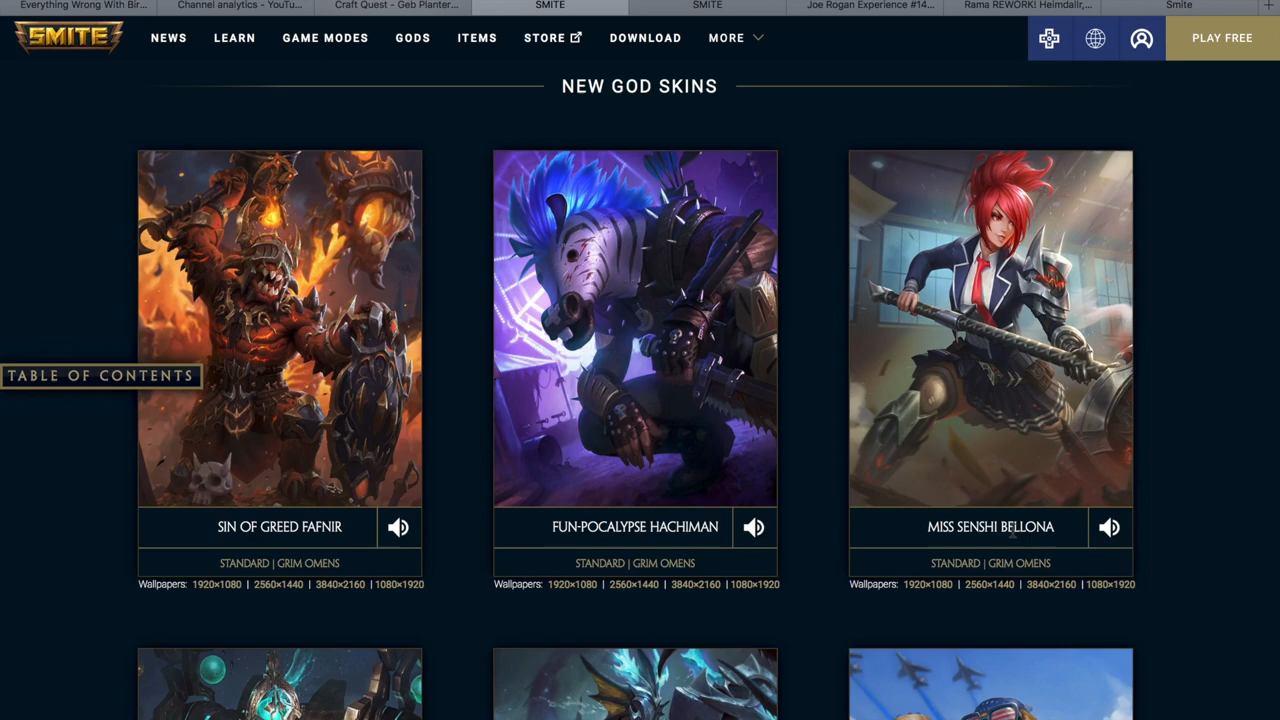 Everything Wrong With Bir...
Channel analytics - YouTu...
Craft Quest - Geb Planter...
SMITE
SMITE
Joe Rogan Experience #14...
Rama REWORK! Heimdallr,...
Smite
SMITE
NEWS
LEARN
GAME MODES
GODS
ITEMS
STORE
DOWNLOAD
MORE
PLAY FREE
NEW GOD SKINS
TABLE OF CONTENTS
SIN OF GREED FAFNIR
FUN-POCALYPSE HACHIMAN
MISS SENSHI BELLONA
STANDARD | GRIM OMENS
STANDARD | GRIM OMENS
STANDARD | GRIM OMENS
Wallpapers: 1920×1080 | 2560×1440 | 3840×2160 | 1080×1920
Wallpapers: 1920×1080 | 2560×1440 | 3840×2160 | 1080×1920
Wallpapers: 1920×1080 | 2560×1440 | 3840×2160 | 1080×1920